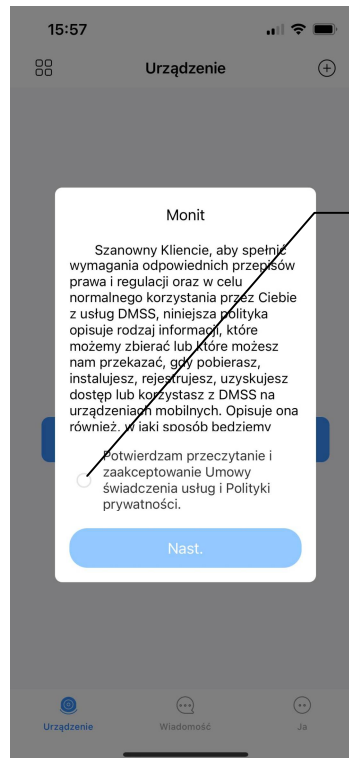 15:57
Urządzenie
Monit
Szanowny Kliencie, aby spełnić
wymagania odpowiednich przepisów
prawa i regulacji oraz w celu
normalnego korzystania przez Ciebie
z usług DMSS, niniejsza polityka
opisuje rodzaj informacji, które
możemy zbierać lub które możesz
nam przekazać, gdy pobierasz,
instalujesz, rejestrujesz, uzyskujesz
dostęp lub korzystasz z DMSS na
urządzeniach mobilnych. Opisuje ona
również, w jaki sposób będziemy
Potwierdzam przeczytanie i
zaakceptowanie Umowy
świadczenia usług i Polityki
prywatności.
Nast.
Urządzenie Wiadomość Ja